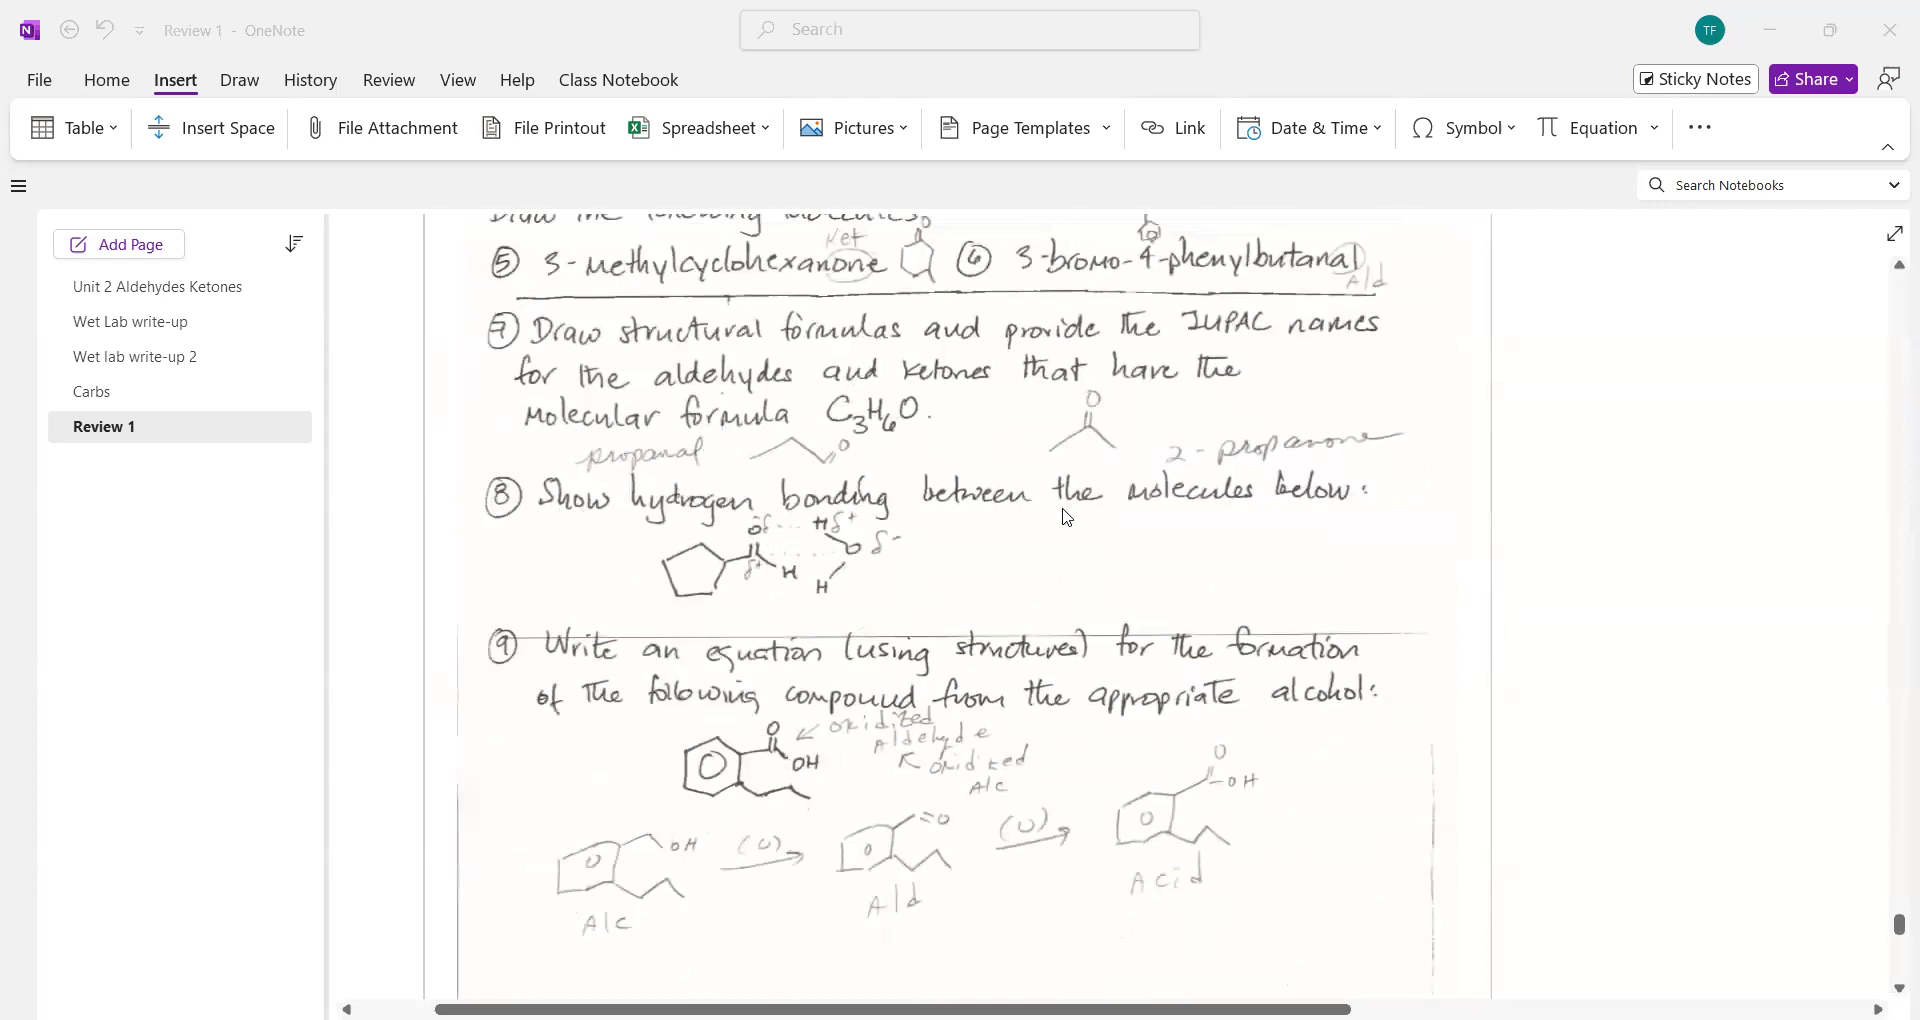 Review 1 - OneNote
Search
TF
File Home Insert Draw History Review View Help Class Notebook
Sticky Notes Share
Table Insert Space File Attachment File Printout Spreadsheet Pictures Page Templates Link Date & Time Symbol Equation
Search Notebooks
Add Page
Unit 2 Aldehydes Ketones
Wet Lab write-up
Wet lab write-up 2
Carbs
Review 1
Draw the following molecules.
Ket O
⑤ 3-methylcyclohexanone ⑥ 3-bromo-4-phenylbutanal
Ald
⑦ Draw structural formulas and provide the IUPAC names
for the aldehydes and ketones that have the
molecular formula C₃H₆O.
O
propanal O 2-propanone
⑧ Show hydrogen bonding between the molecules below:
O δ- H δ+
δ+ H O δ-
H
⑨ Write an equation (using structures) for the formation
of the following compound from the appropriate alcohol:
O oxidized
Aldehyde
OH oxidized
Alc
O
OH
OH (O) =O (O)
Acid
Alc Ald